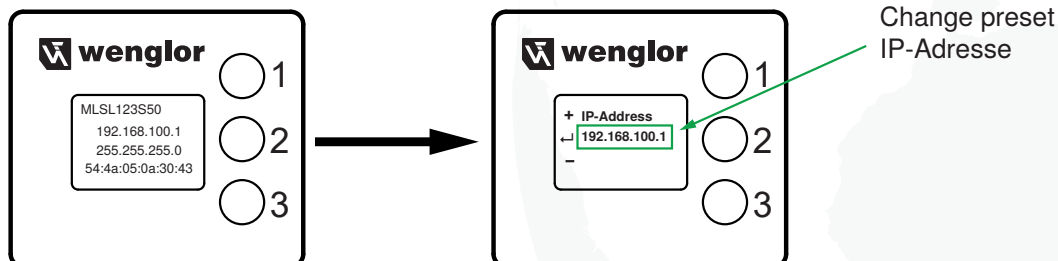 wenglor
1
2
3
MLSL123S50
192.168.100.1
255.255.255.0
54:4a:05:0a:30:43
wenglor
1
2
3
+ IP-Address
↵ 192.168.100.1
−
Change preset
IP-Adresse